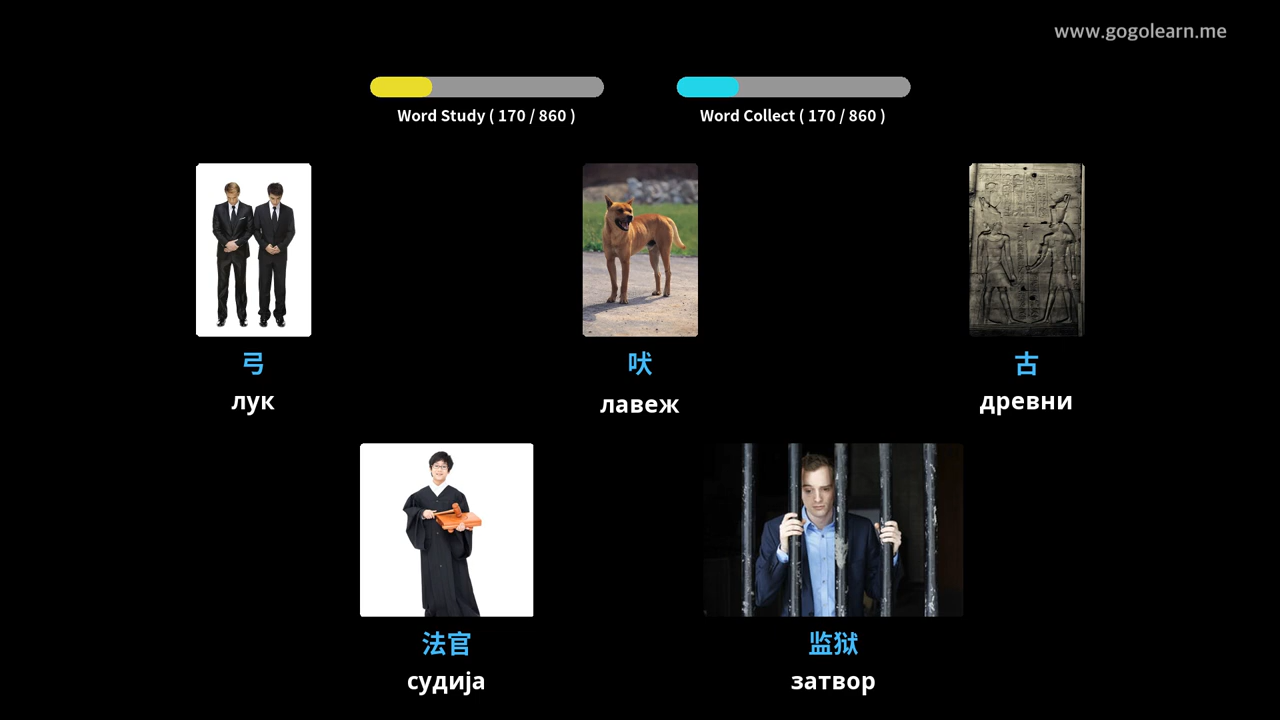 www.gogolearn.me
Word Study ( 170 / 860 )
Word Collect ( 170 / 860 )
弓
лук
吠
лавеж
古
древни
法官
судија
监狱
затвор